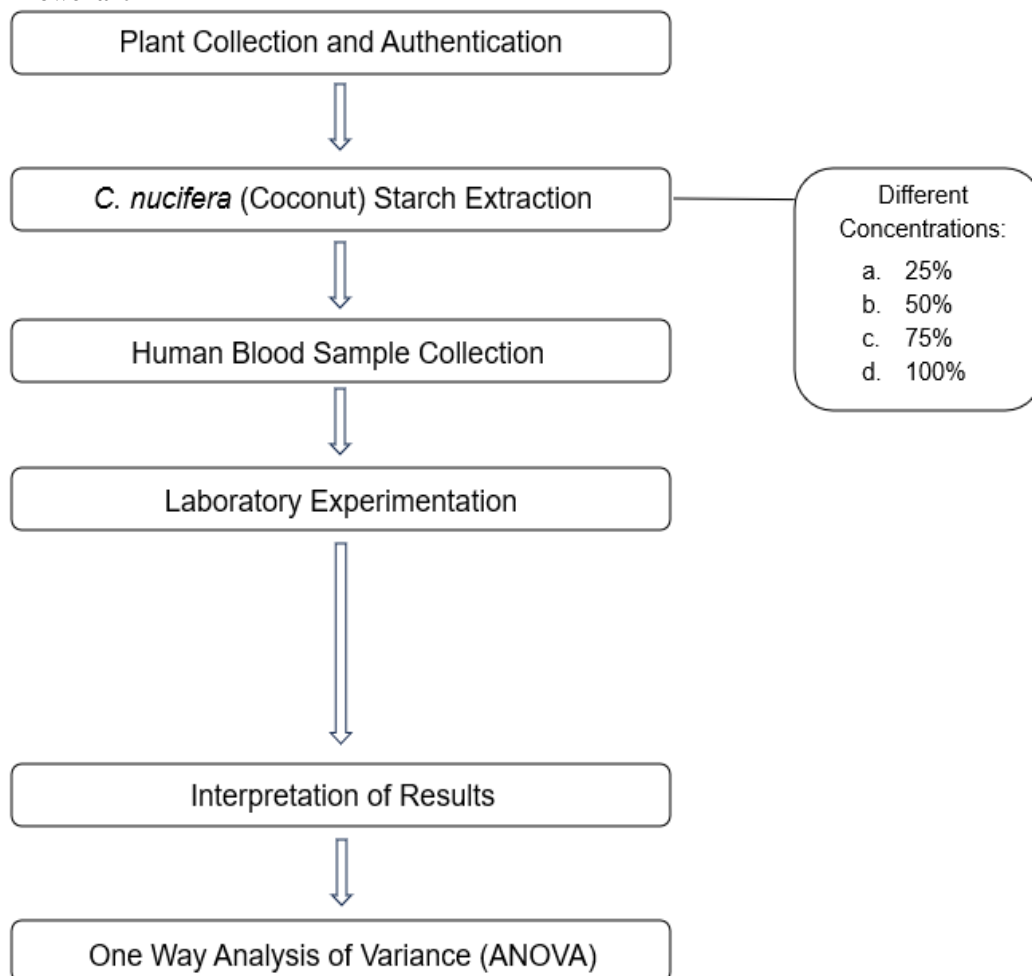 Plant Collection and Authentication
C. nucifera (Coconut) Starch Extraction
Different
Concentrations:
a. 25%
b. 50%
c. 75%
d. 100%
Human Blood Sample Collection
Laboratory Experimentation
Interpretation of Results
One Way Analysis of Variance (ANOVA)